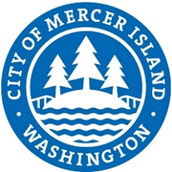 CITY OF MERCER ISLAND
WASHINGTON